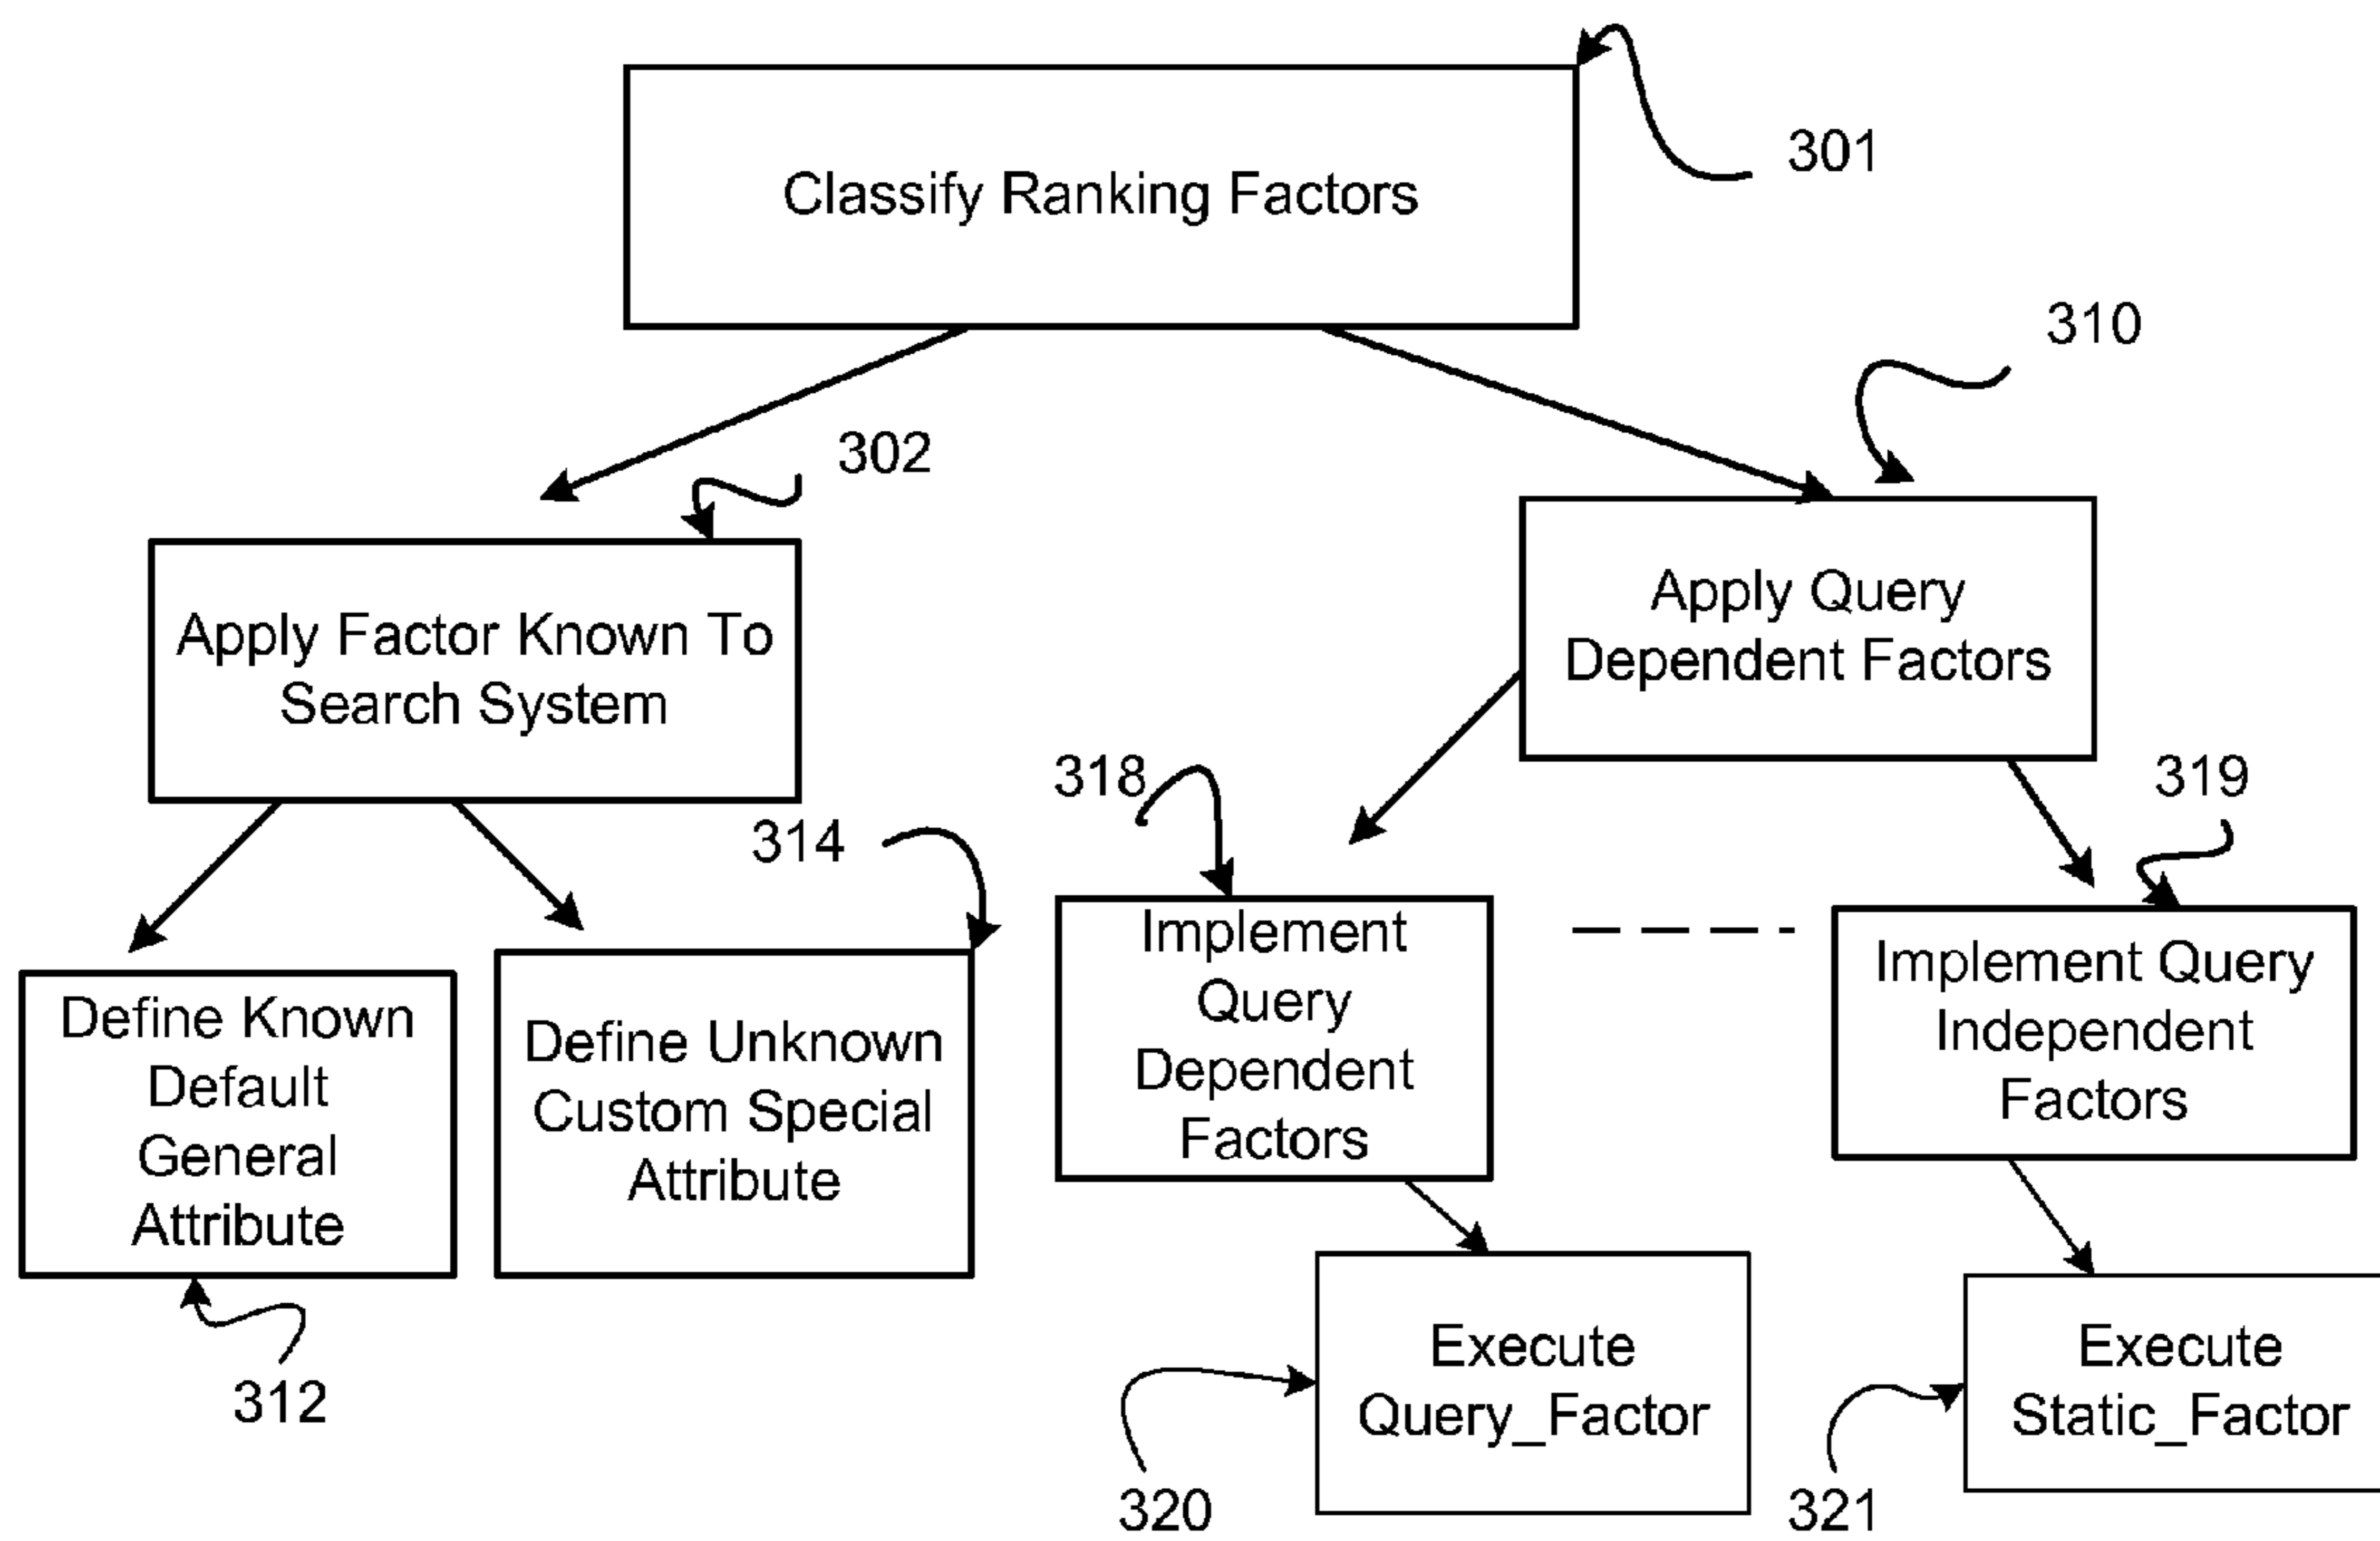 Classify Ranking Factors
301
310
302
Apply Factor Known To
Search System
Apply Query
Dependent Factors
314
318
319
Define Known
Default
General
Attribute
Define Unknown
Custom Special
Attribute
Implement
Query
Dependent
Factors
Implement Query
Independent
Factors
312
Execute
Query_Factor
Execute
Static_Factor
320
321